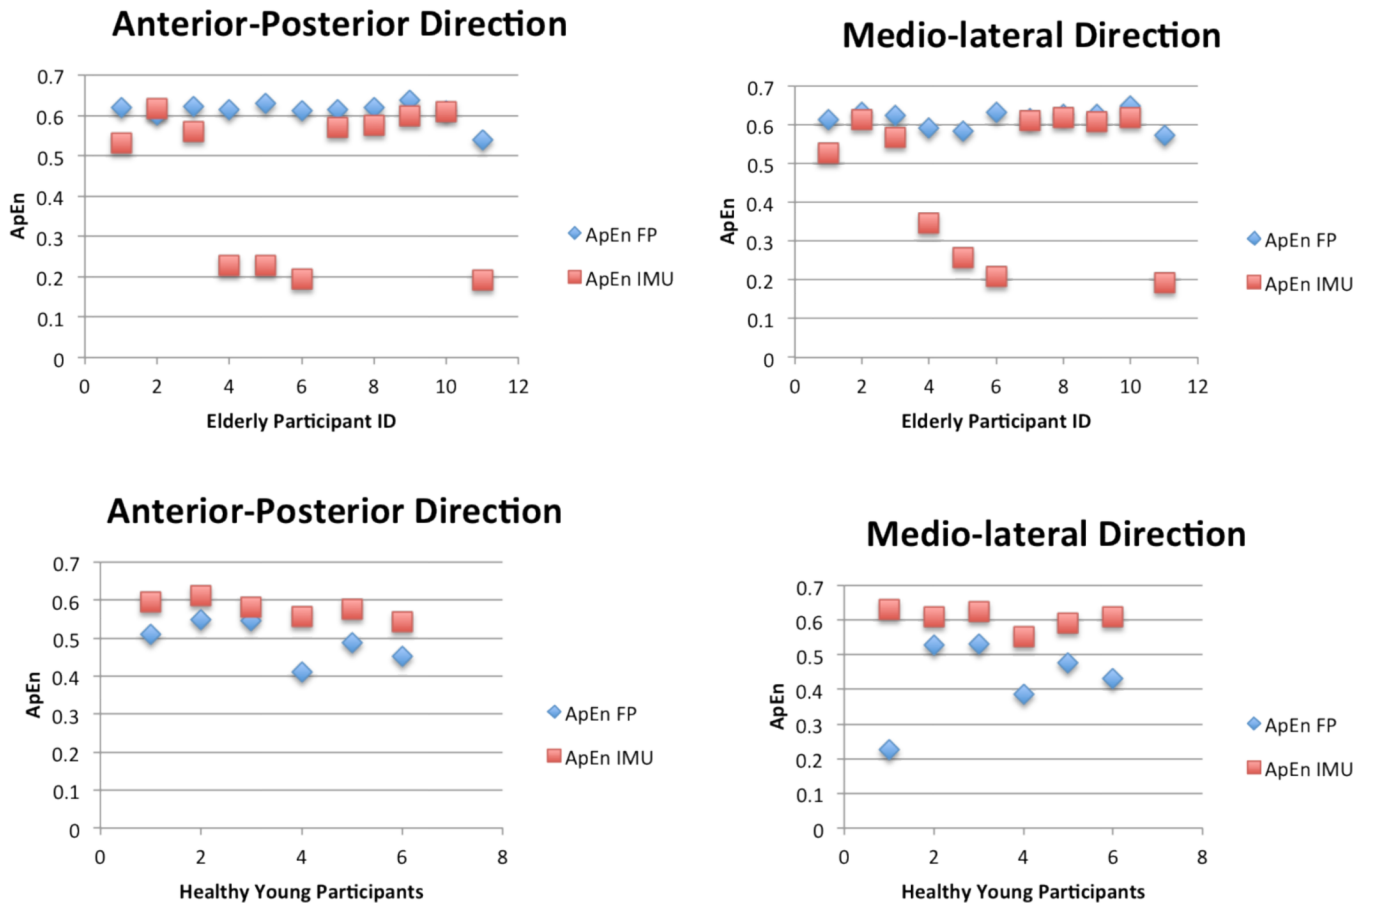 Anterior-Posterior Direction
0.7
0.6
0.5
0.4
0.3
0.2
0.1
0
ApEn
0 2 4 6 8 10 12
Elderly Participant ID
ApEn FP
ApEn IMU
Medio-lateral Direction
0.7
0.6
0.5
0.4
0.3
0.2
0.1
0
ApEn
0 2 4 6 8 10 12
Elderly Participant ID
ApEn FP
ApEn IMU
Anterior-Posterior Direction
0.7
0.6
0.5
0.4
0.3
0.2
0.1
0
ApEn
0 2 4 6 8
Healthy Young Participants
ApEn FP
ApEn IMU
Medio-lateral Direction
0.7
0.6
0.5
0.4
0.3
0.2
0.1
0
ApEn
0 2 4 6 8
Healthy Young Participants
ApEn FP
ApEn IMU